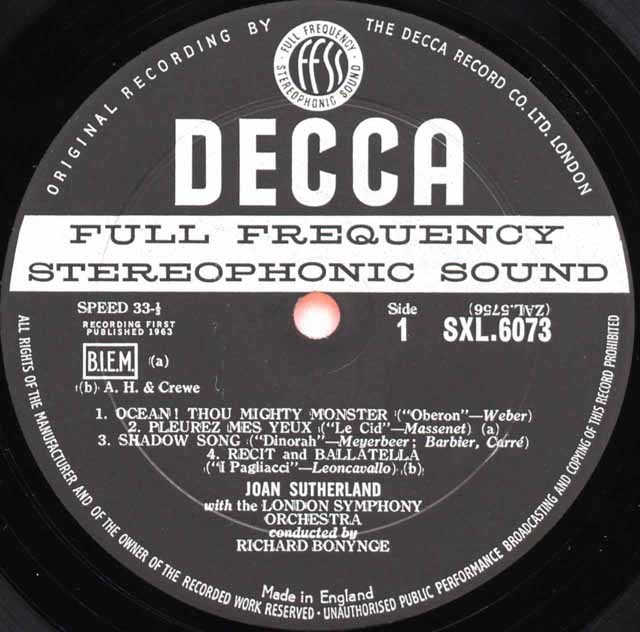 ORIGINAL RECORDING BY
THE DECCA RECORD CO. LTD. LONDON
FULL FREQUENCY
FFSS
STEREOPHONIC SOUND
DECCA
FULL FREQUENCY
STEREOPHONIC SOUND
SPEED 33-⅓
Side
(ZAL.5756)
RECORDING FIRST
PUBLISHED 1963
1
SXL.6073
B.I.E.M. (a)
(b) A. H. & Crewe
1. OCEAN! THOU MIGHTY MONSTER ("Oberon"—Weber)
2. PLEUREZ MES YEUX ("Le Cid"—Massenet) (a)
3. SHADOW SONG ("Dinorah"—Meyerbeer; Barbier, Carré)
4. RECIT and BALLATELLA
("I Pagliacci"—Leoncavallo) (b)
JOAN SUTHERLAND
with the LONDON SYMPHONY
ORCHESTRA
conducted by
RICHARD BONYNGE
Made in England
ALL RIGHTS OF THE MANUFACTURER AND OF THE OWNER OF THE RECORDED WORK RESERVED · UNAUTHORISED PUBLIC PERFORMANCE BROADCASTING AND COPYING OF THIS RECORD PROHIBITED